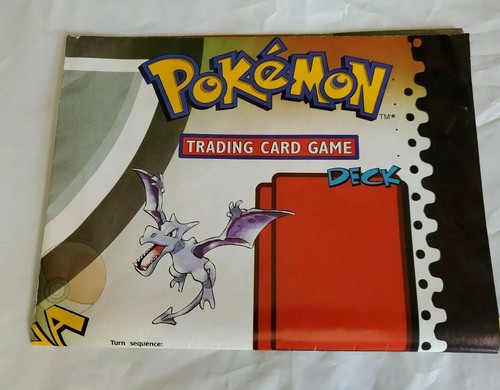 POKéMON
TM*
TRADING CARD GAME
DECK
Turn sequence: